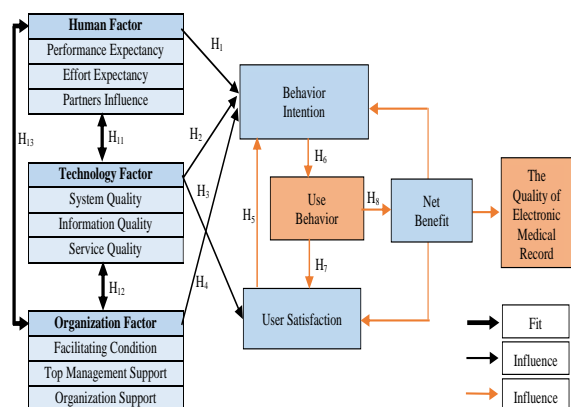 Human Factor
Performance Expectancy
Effort Expectancy
Partners Influence
H13
H11
Technology Factor
System Quality
Information Quality
Service Quality
H12
Organization Factor
Facilitating Condition
Top Management Support
Organization Support
H1
H2
H3
H4
Behavior
Intention
H5
H6
Use
Behavior
H8
H7
User Satisfaction
Net
Benefit
The
Quality of
Electronic
Medical
Record
Fit
Influence
Influence